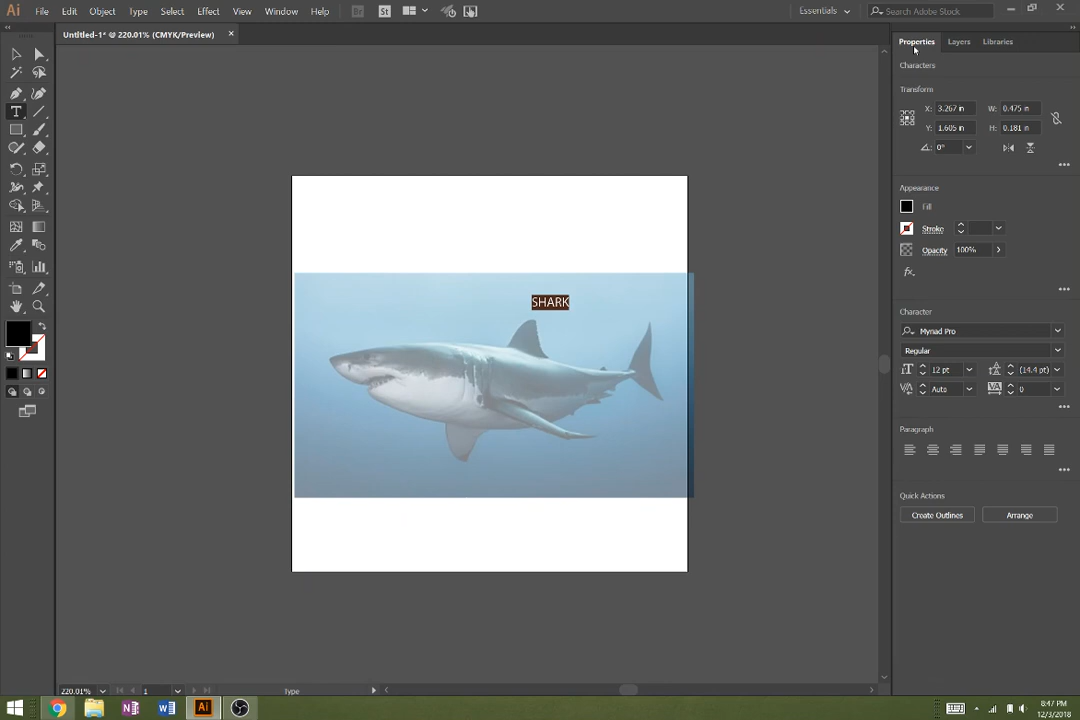 Ai File Edit Object Type Select Effect View Window Help Br St Essentials Search Adobe Stock
Untitled-1* @ 220.01% (CMYK/Preview)
Properties Layers Libraries
Characters
Transform
X: 3.267 in W: 0.475 in
Y: 1.605 in H: 0.181 in
0°
Appearance
Fill
Stroke
Opacity 100%
fx
Character
Myriad Pro
Regular
12 pt (14.4 pt)
Auto 0
Paragraph
Quick Actions
Create Outlines Arrange
SHARK
220.01% 1 Type
8:47 PM
12/3/2018